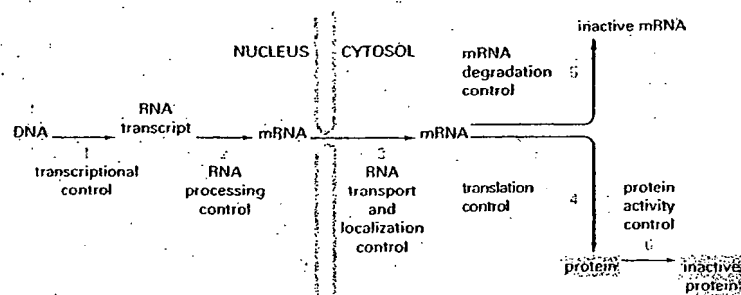 inactive mRNA
NUCLEUS
CYTOSOL
mRNA
degradation
control
5
DNA
RNA
transcript
mRNA
mRNA
1
transcriptional
control
2
RNA
processing
control
3
RNA
transport
and
localization
control
translation
control
4
protein
activity
control
6
protein
inactive
protein